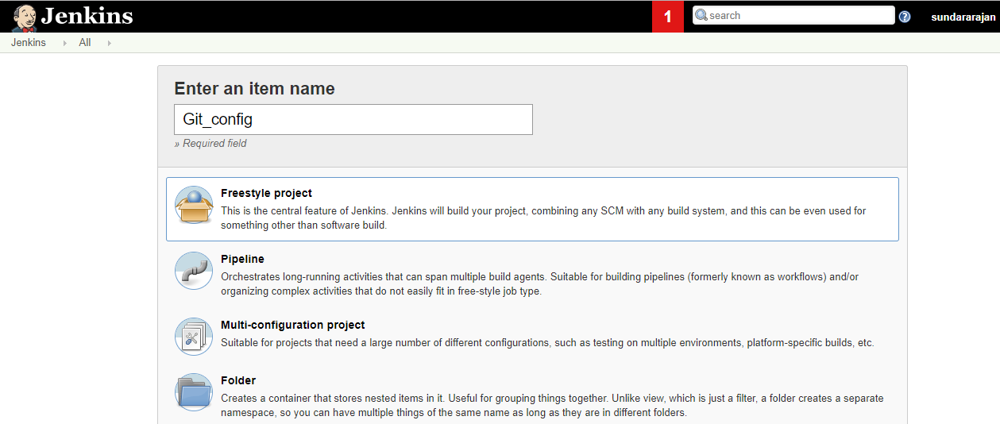 Jenkins
1
search
sundararajan
Jenkins
All
Enter an item name
Git_config
» Required field
Freestyle project
This is the central feature of Jenkins. Jenkins will build your project, combining any SCM with any build system, and this can be even used for
something other than software build.
Pipeline
Orchestrates long-running activities that can span multiple build agents. Suitable for building pipelines (formerly known as workflows) and/or
organizing complex activities that do not easily fit in free-style job type.
Multi-configuration project
Suitable for projects that need a large number of different configurations, such as testing on multiple environments, platform-specific builds, etc.
Folder
Creates a container that stores nested items in it. Useful for grouping things together. Unlike view, which is just a filter, a folder creates a separate
namespace, so you can have multiple things of the same name as long as they are in different folders.